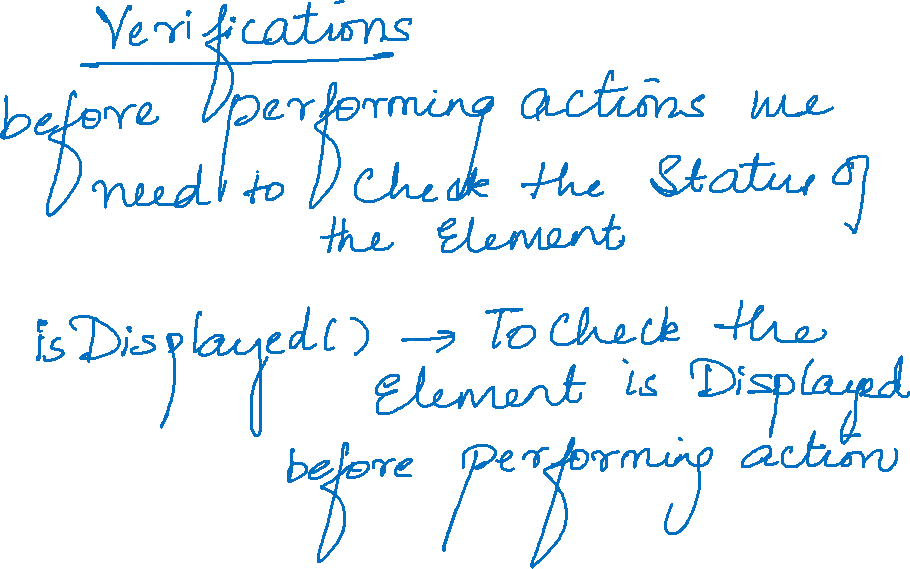 Verifications
before performing actions we
need to Check the Status of
the Element
isDisplayed() → To Check the
Element is Displayed
before performing action